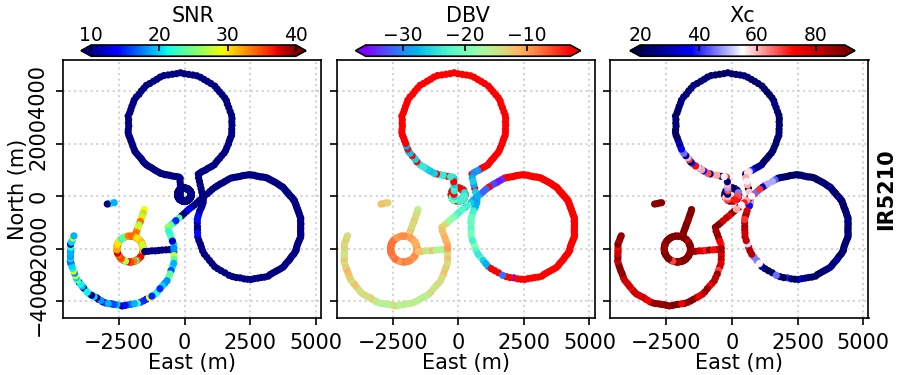 SNR DBV Xc
10 20 30 40 −30 −20 −10 20 40 60 80
North (m)
4000
2000
0
−2000
−4000
−2500 0 2500 5000 −2500 0 2500 5000 −2500 0 2500 5000
East (m) East (m) East (m)
IR5210